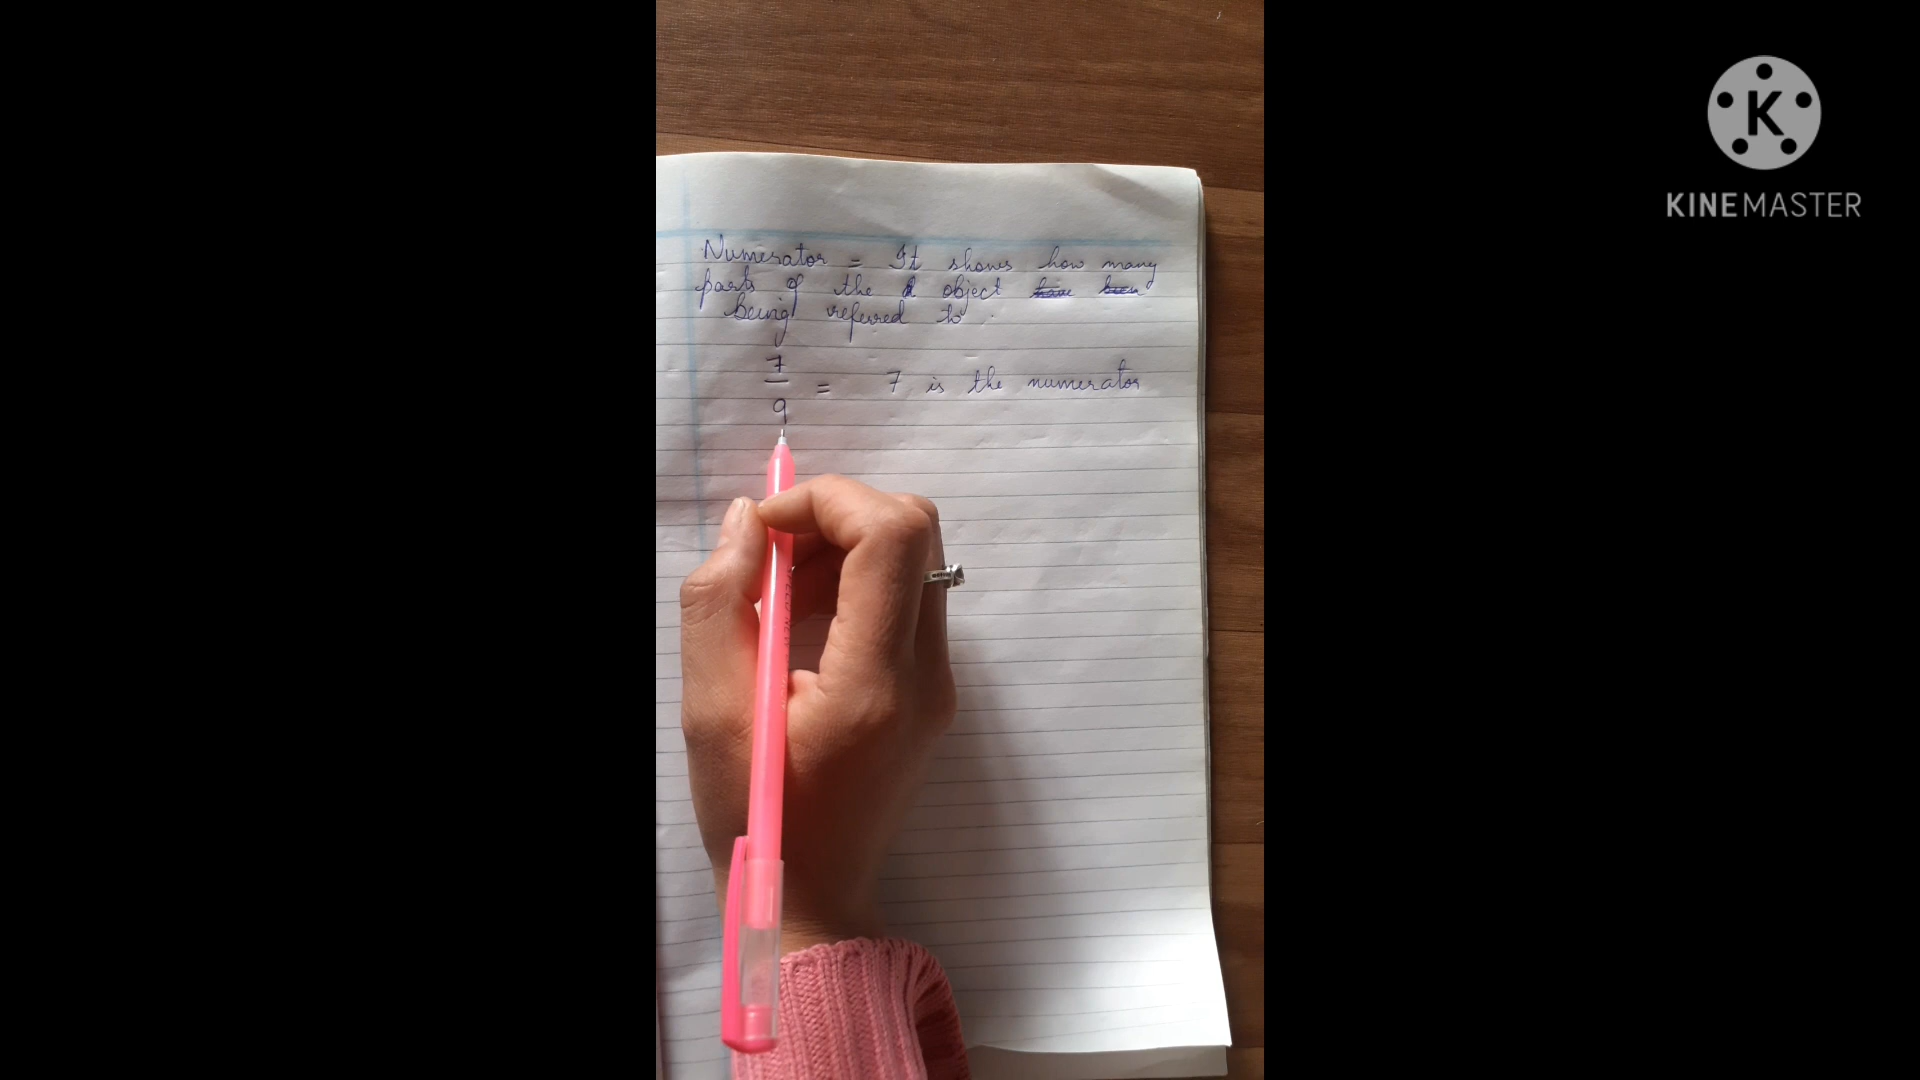 Numerator = It shows how many
parts of the object
being referred to.
7
9
= 7 is the numerator
K
KINEMASTER